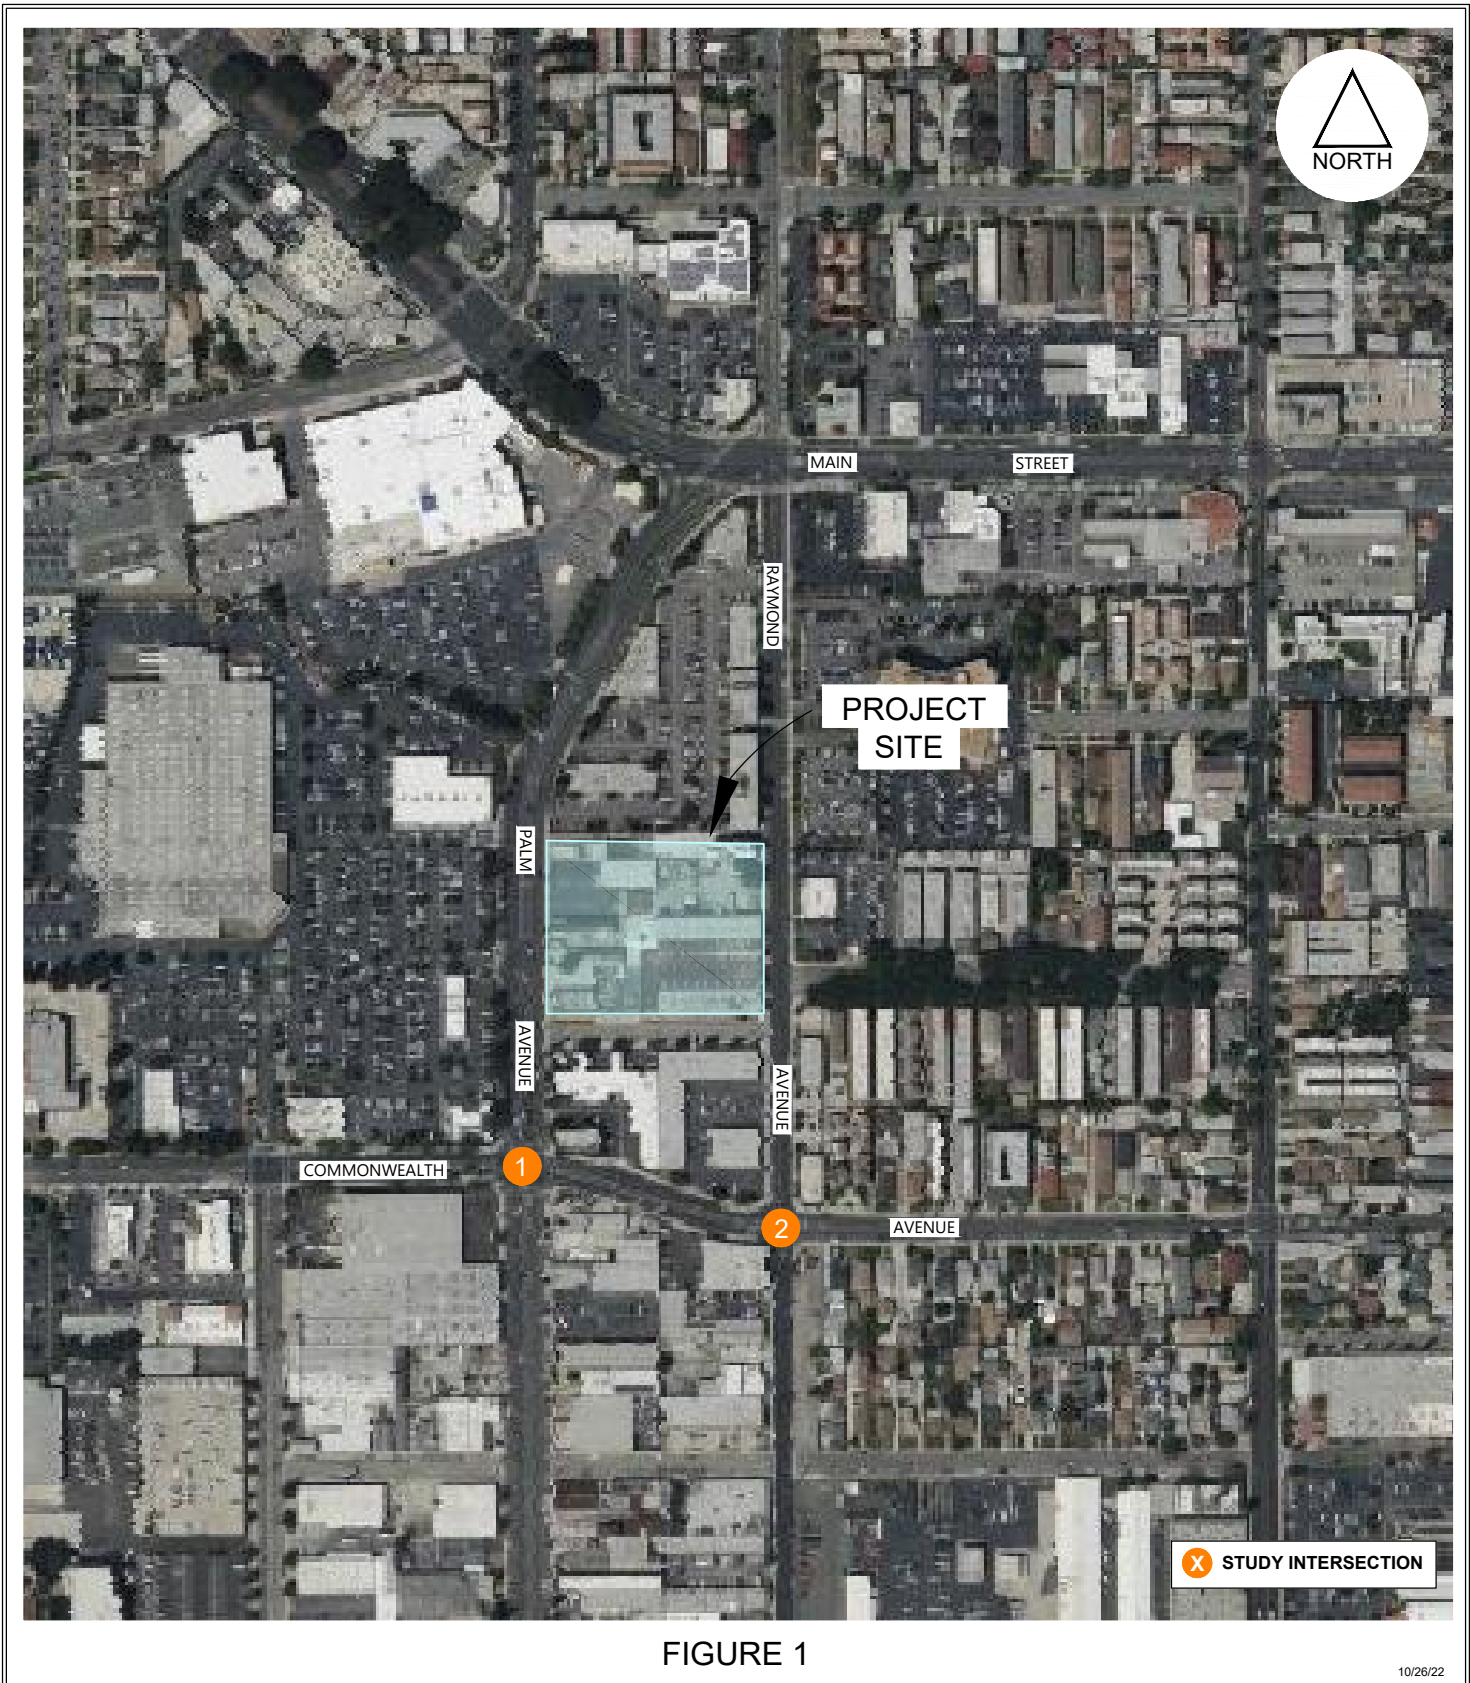 NORTH
MAIN
STREET
RAYMOND
PROJECT
SITE
PALM
AVENUE
AVENUE
COMMONWEALTH
1
2
AVENUE
X STUDY INTERSECTION
FIGURE 1
10/26/22